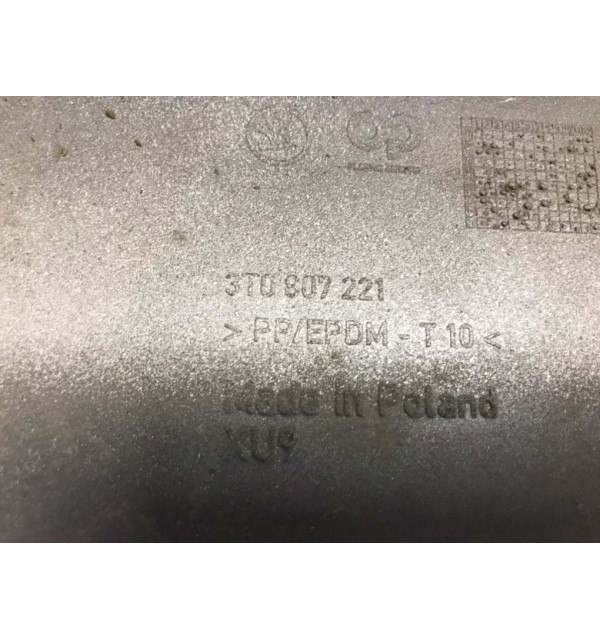 3T0 807 221
> PP/EPDM - T 10 <
Made in Poland
XU9